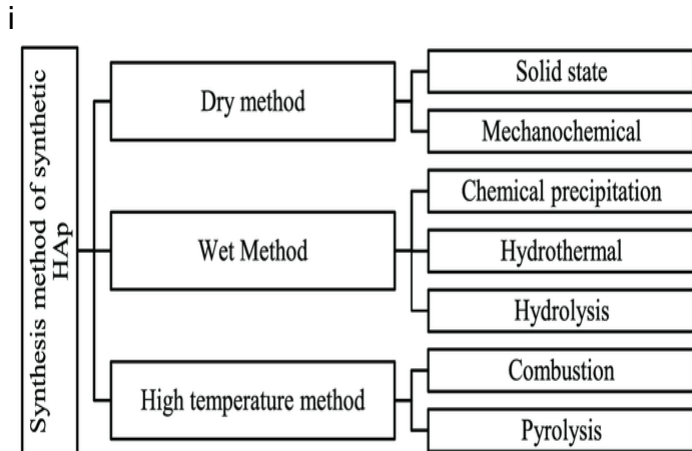 i
Synthesis method of synthetic
HAp
Dry method
Solid state
Mechanochemical
Wet Method
Chemical precipitation
Hydrothermal
Hydrolysis
High temperature method
Combustion
Pyrolysis